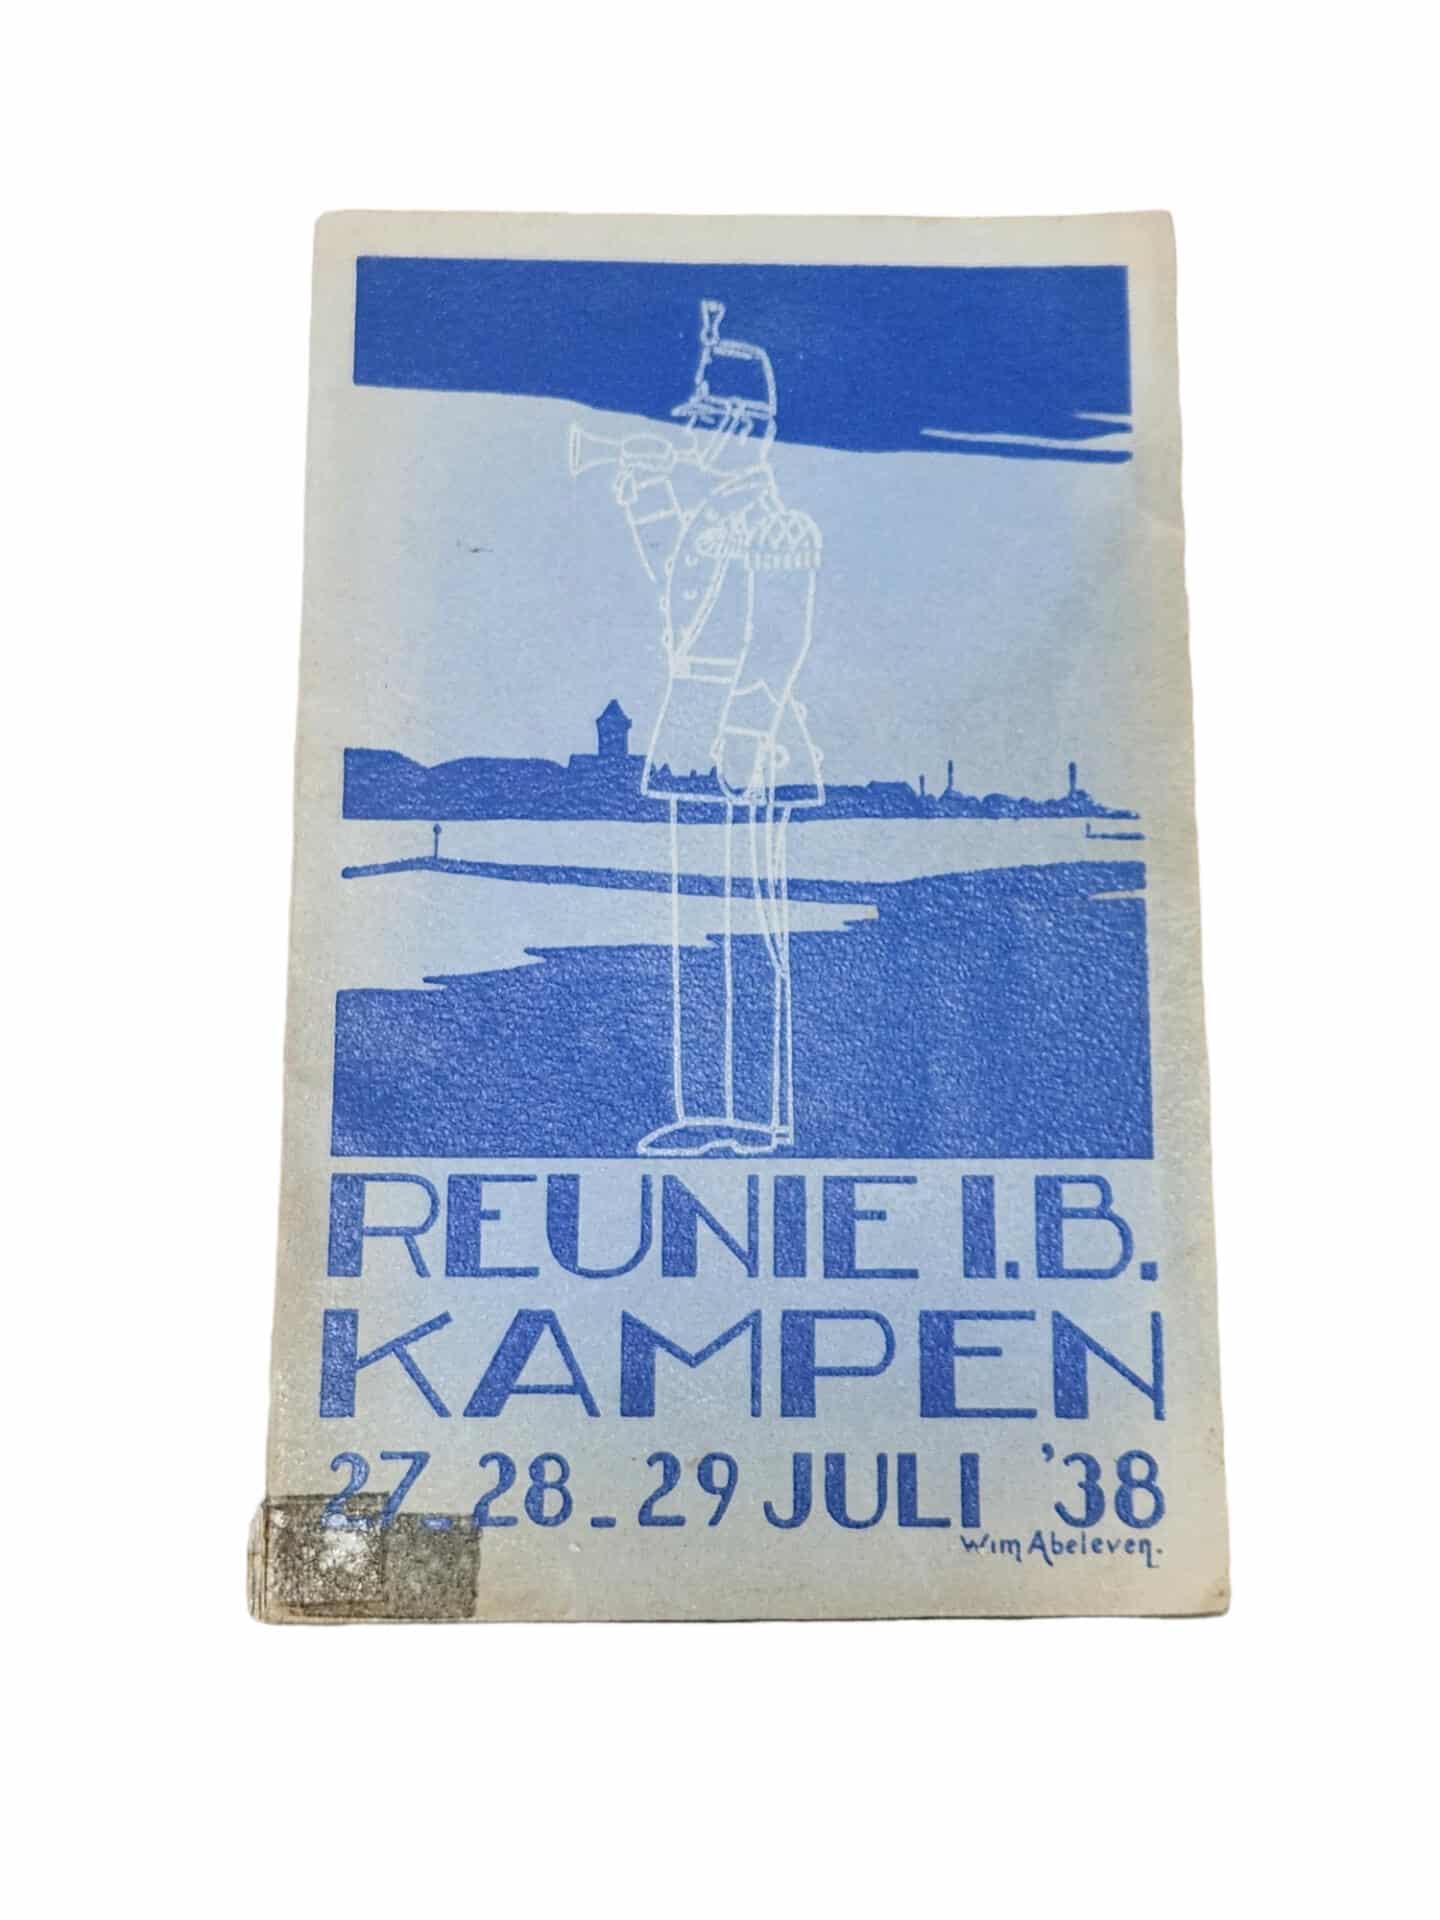 REUNIE I.B.
KAMPEN
27_28_29 JULI '38
Wim Abeleven.